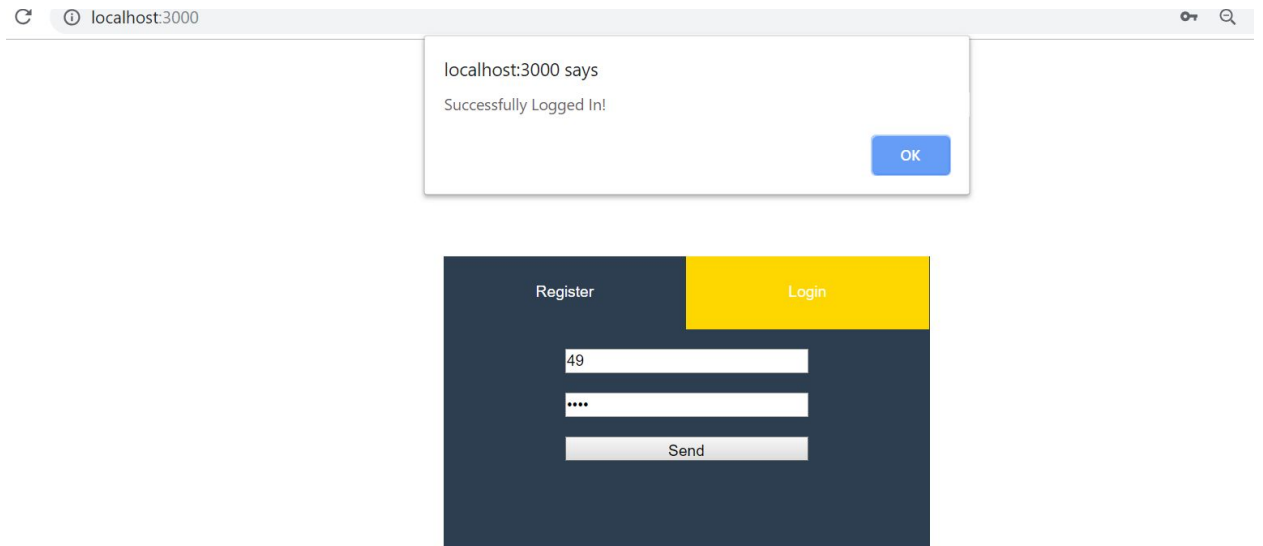 localhost:3000
localhost:3000 says
Successfully Logged In!
OK
Register Login
49
••••
Send